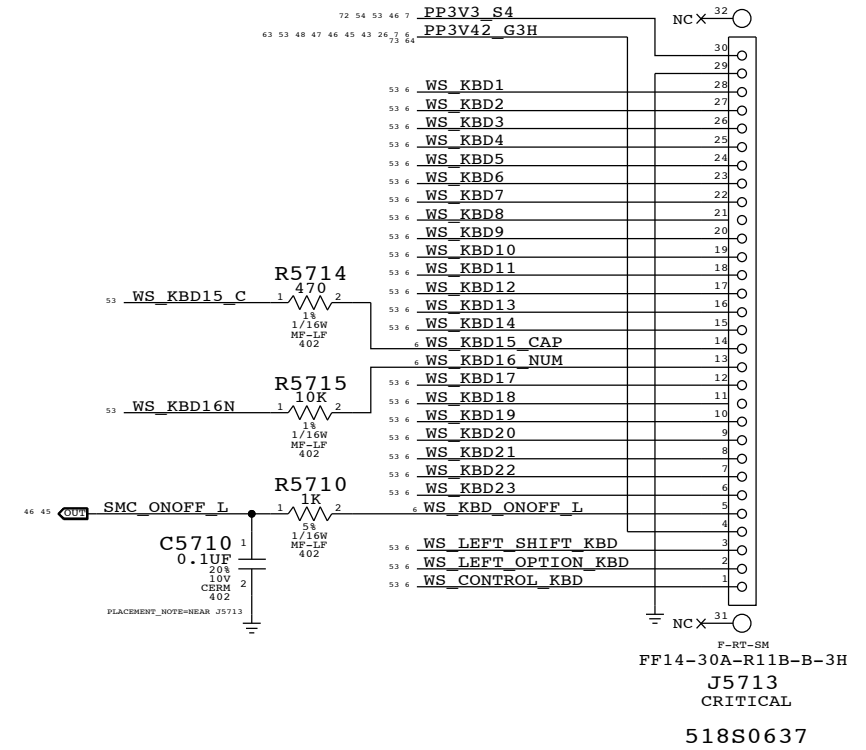 72 54 53 46 7 PP3V3_S4 NC 32
63 53 48 47 46 45 43 26 7 6 PP3V42_G3H
73 64
30
29
53 6 WS_KBD1 28
53 6 WS_KBD2 27
53 6 WS_KBD3 26
53 6 WS_KBD4 25
53 6 WS_KBD5 24
53 6 WS_KBD6 23
53 6 WS_KBD7 22
53 6 WS_KBD8 21
53 6 WS_KBD9 20
53 6 WS_KBD10 19
53 6 WS_KBD11 18
53 6 WS_KBD12 17
53 6 WS_KBD13 16
53 6 WS_KBD14 15
6 WS_KBD15_CAP 14
6 WS_KBD16_NUM 13
53 6 WS_KBD17 12
53 6 WS_KBD18 11
53 6 WS_KBD19 10
53 6 WS_KBD20 9
53 6 WS_KBD21 8
53 6 WS_KBD22 7
53 6 WS_KBD23 6
6 WS_KBD_ONOFF_L 5
4
53 6 WS_LEFT_SHIFT_KBD 3
53 6 WS_LEFT_OPTION_KBD 2
53 6 WS_CONTROL_KBD 1
NC 31
R5714
470
53 WS_KBD15_C 1 2
1%
1/16W
MF-LF
402
R5715
10K
53 WS_KBD16N 1 2
1%
1/16W
MF-LF
402
R5710
1K
46 45 OUT SMC_ONOFF_L 1 2
5%
1/16W
MF-LF
402
C5710 1
0.1UF
20%
10V
CERM 2
402
PLACEMENT_NOTE=NEAR J5713
F-RT-SM
FF14-30A-R11B-B-3H
J5713
CRITICAL
518S0637